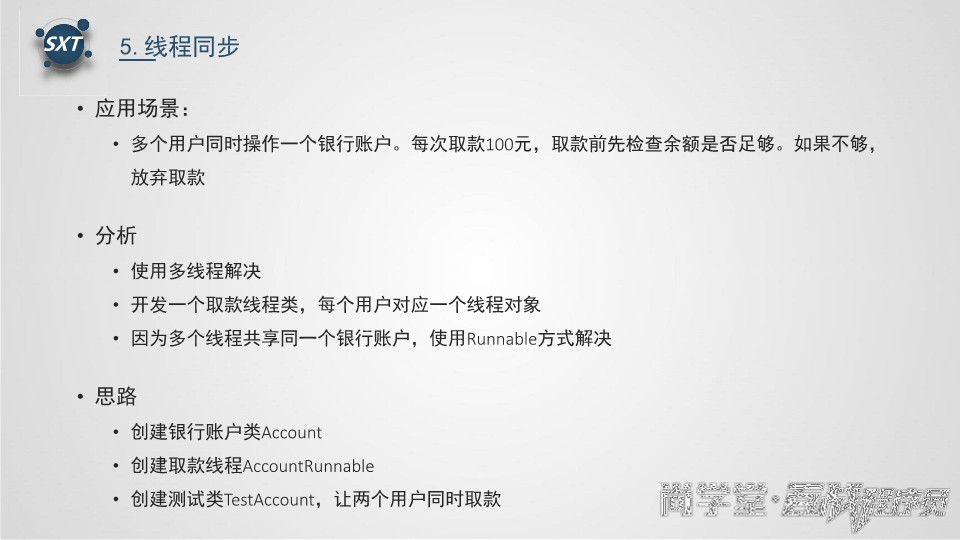 SXT
5. 线程同步
• 应用场景：
• 多个用户同时操作一个银行账户。每次取款100元，取款前先检查余额是否足够。如果不够，
放弃取款
• 分析
• 使用多线程解决
• 开发一个取款线程类，每个用户对应一个线程对象
• 因为多个线程共享同一个银行账户，使用Runnable方式解决
• 思路
• 创建银行账户类Account
• 创建取款线程AccountRunnable
• 创建测试类TestAccount，让两个用户同时取款
尚学堂·百战程序员